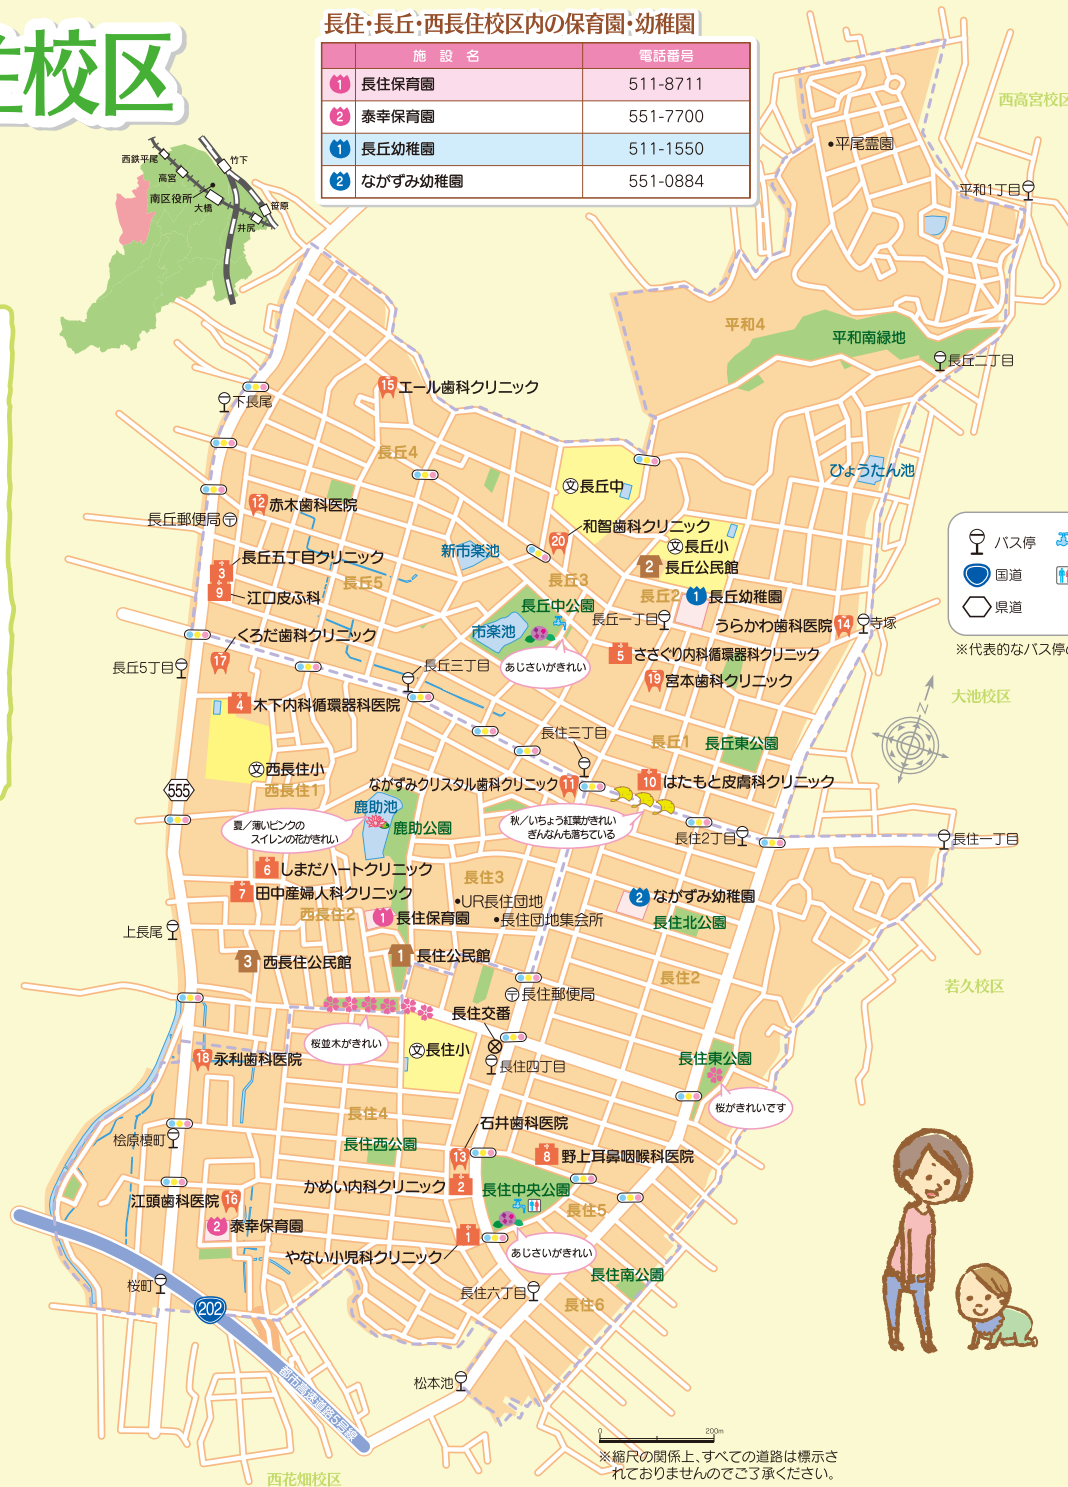 住校区
長住・長丘・西長住校区内の保育園・幼稚園
施設名 電話番号
1 長住保育園 511-8711
2 泰幸保育園 551-7700
1 長丘幼稚園 511-1550
2 ながずみ幼稚園 551-0884
西鉄平尾
竹下
高宮
南区役所
大橋
笹原
井尻
西高宮校区
平尾霊園
平和1丁目
平和4
平和南緑地
長丘二丁目
15 エール歯科クリニック
下長尾
長丘4
ひょうたん池
文 長丘中
12 赤木歯科医院
長丘郵便局
20 和智歯科クリニック
文 長丘小
新市楽池
長丘五丁目クリニック
3
2 長丘公民館
長丘5
長丘3
9 江口皮ふ科
長丘2
1 長丘幼稚園
長丘中公園
長丘一丁目
うらかわ歯科医院 14
寺塚
市楽池
くろだ歯科クリニック
17
長丘5丁目
長丘三丁目
あじさいがきれい
5 ささぐり内科循環器科クリニック
19 宮本歯科クリニック
4 木下内科循環器科医院
長住三丁目
長丘1
長丘東公園
文 西長住小
西長住1
ながずみクリスタル歯科クリニック 11
10 はたもと皮膚科クリニック
555
鹿助池
鹿助公園
夏／薄いピンクの
スイレンの花がきれい
秋／いちょう紅葉がきれい
ぎんなんも落ちている
長住2丁目
長住一丁目
6 しまだハートクリニック
長住3
7 田中産婦人科クリニック
•UR長住団地
2 ながずみ幼稚園
西長住2
1 長住保育園
•長住団地集会所
長住北公園
上長尾
3 西長住公民館
1 長住公民館
長住2
長住郵便局
若久校区
長住交番
桜並木がきれい
文 長住小
18 永利歯科医院
長住四丁目
長住東公園
桜がきれいです
長住4
石井歯科医院
桧原榎町
長住西公園
13
8 野上耳鼻咽喉科医院
かめい内科クリニック 2
長住中央公園
江頭歯科医院 16
長住5
2 泰幸保育園
やない小児科クリニック
1
あじさいがきれい
長住南公園
桜町
長住六丁目
長住6
202
都市高速道路5号線
松本池
西花畑校区
バス停
国道
県道
※代表的なバス停の
大池校区
N
0 200m
※縮尺の関係上、すべての道路は標示さ
れておりませんのでご了承ください。